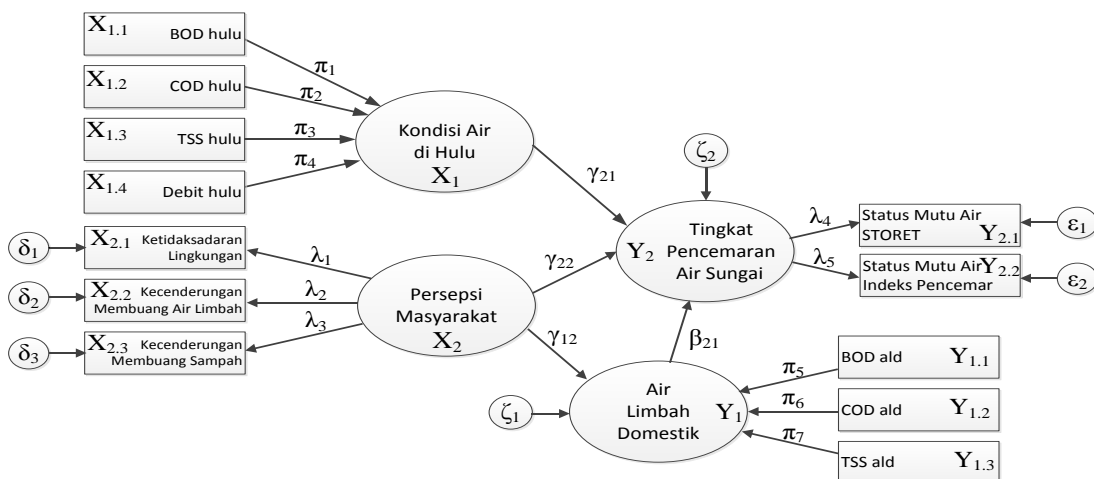 X1.1 BOD hulu
X1.2 COD hulu
X1.3 TSS hulu
X1.4 Debit hulu
π1
π2
π3
π4
Kondisi Air
di Hulu
X1
γ21
ζ2
δ1
X2.1 Ketidaksadaran
Lingkungan
δ2
X2.2 Kecenderungan
Membuang Air Limbah
δ3
X2.3 Kecenderungan
Membuang Sampah
λ1
λ2
λ3
Persepsi
Masyarakat
X2
γ22
γ12
Tingkat
Y2 Pencemaran
Air Sungai
λ4
λ5
Status Mutu Air
STORET Y2.1
ε1
Status Mutu Air Y2.2
Indeks Pencemar
ε2
β21
ζ1
Air
Limbah Y1
Domestik
π5
π6
π7
BOD ald Y1.1
COD ald Y1.2
TSS ald Y1.3